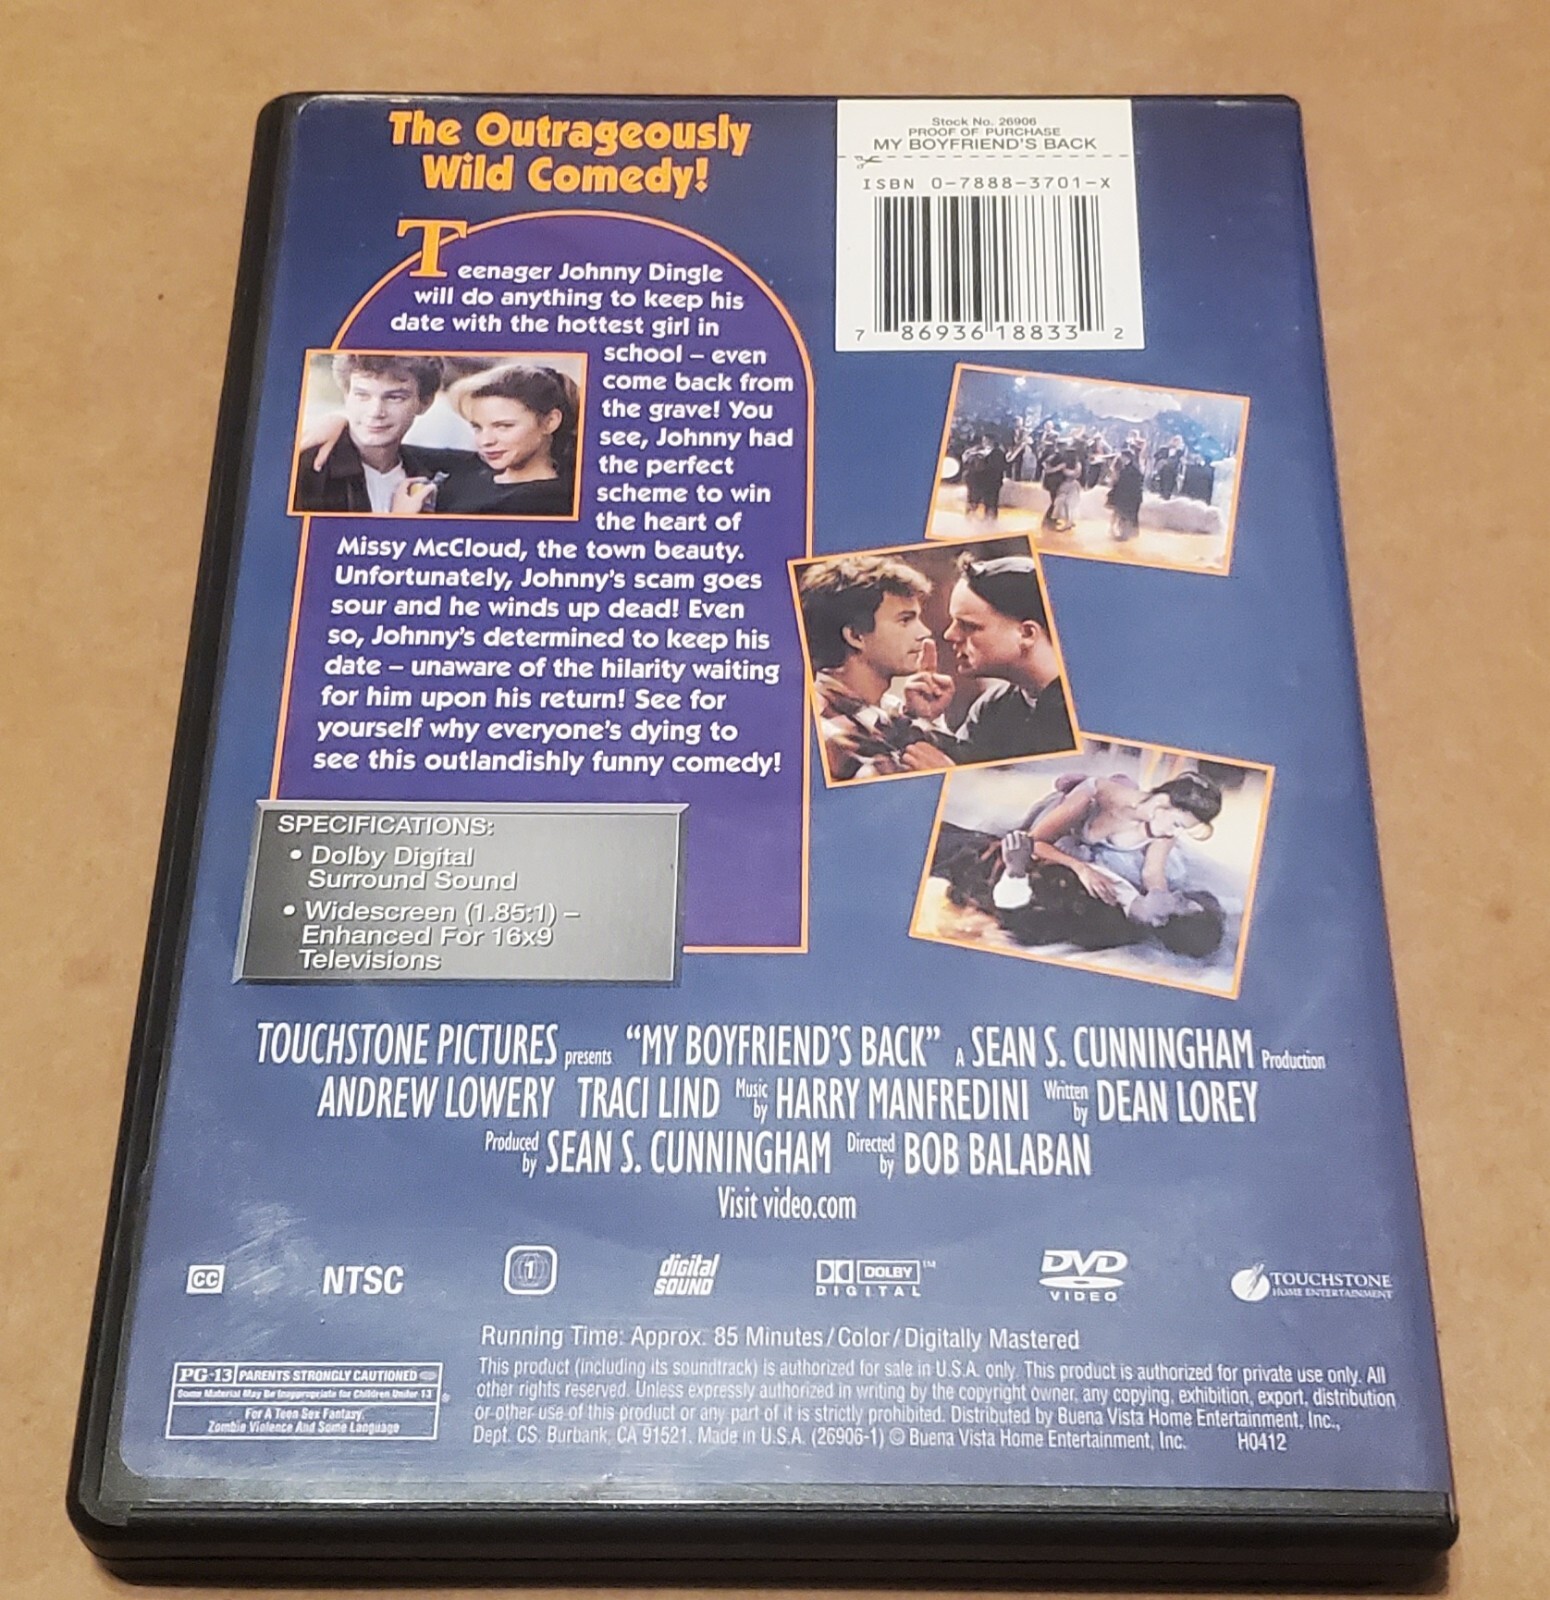 The Outrageously
Wild Comedy!
Stock No. 26906
PROOF OF PURCHASE
MY BOYFRIEND'S BACK
ISBN 0-7888-3701-X
7 86936 18833 2
Teenager Johnny Dingle
will do anything to keep his
date with the hottest girl in
school – even
come back from
the grave! You
see, Johnny had
the perfect
scheme to win
the heart of
Missy McCloud, the town beauty.
Unfortunately, Johnny's scam goes
sour and he winds up dead! Even
so, Johnny's determined to keep his
date – unaware of the hilarity waiting
for him upon his return! See for
yourself why everyone's dying to
see this outlandishly funny comedy!
SPECIFICATIONS:
• Dolby Digital
Surround Sound
• Widescreen (1.85:1) –
Enhanced For 16x9
Televisions
TOUCHSTONE PICTURES presents "MY BOYFRIEND'S BACK" A SEAN S. CUNNINGHAM Production
ANDREW LOWERY TRACI LIND Music by HARRY MANFREDINI Written by DEAN LOREY
Produced by SEAN S. CUNNINGHAM Directed by BOB BALABAN
Visit video.com
CC NTSC 1 digital SOUND DOLBY™ DIGITAL DVD VIDEO TOUCHSTONE HOME ENTERTAINMENT
Running Time: Approx. 85 Minutes/Color/Digitally Mastered
PG-13 PARENTS STRONGLY CAUTIONED
Some Material May Be Inappropriate for Children Under 13
®
For A Teen Sex Fantasy,
Zombie Violence And Some Language
This product (including its soundtrack) is authorized for sale in U.S.A. only. This product is authorized for private use only. All
other rights reserved. Unless expressly authorized in writing by the copyright owner, any copying, exhibition, export, distribution
or other use of this product or any part of it is strictly prohibited. Distributed by Buena Vista Home Entertainment, Inc.,
Dept. CS. Burbank, CA 91521. Made in U.S.A. (26906-1) © Buena Vista Home Entertainment, Inc. H0412